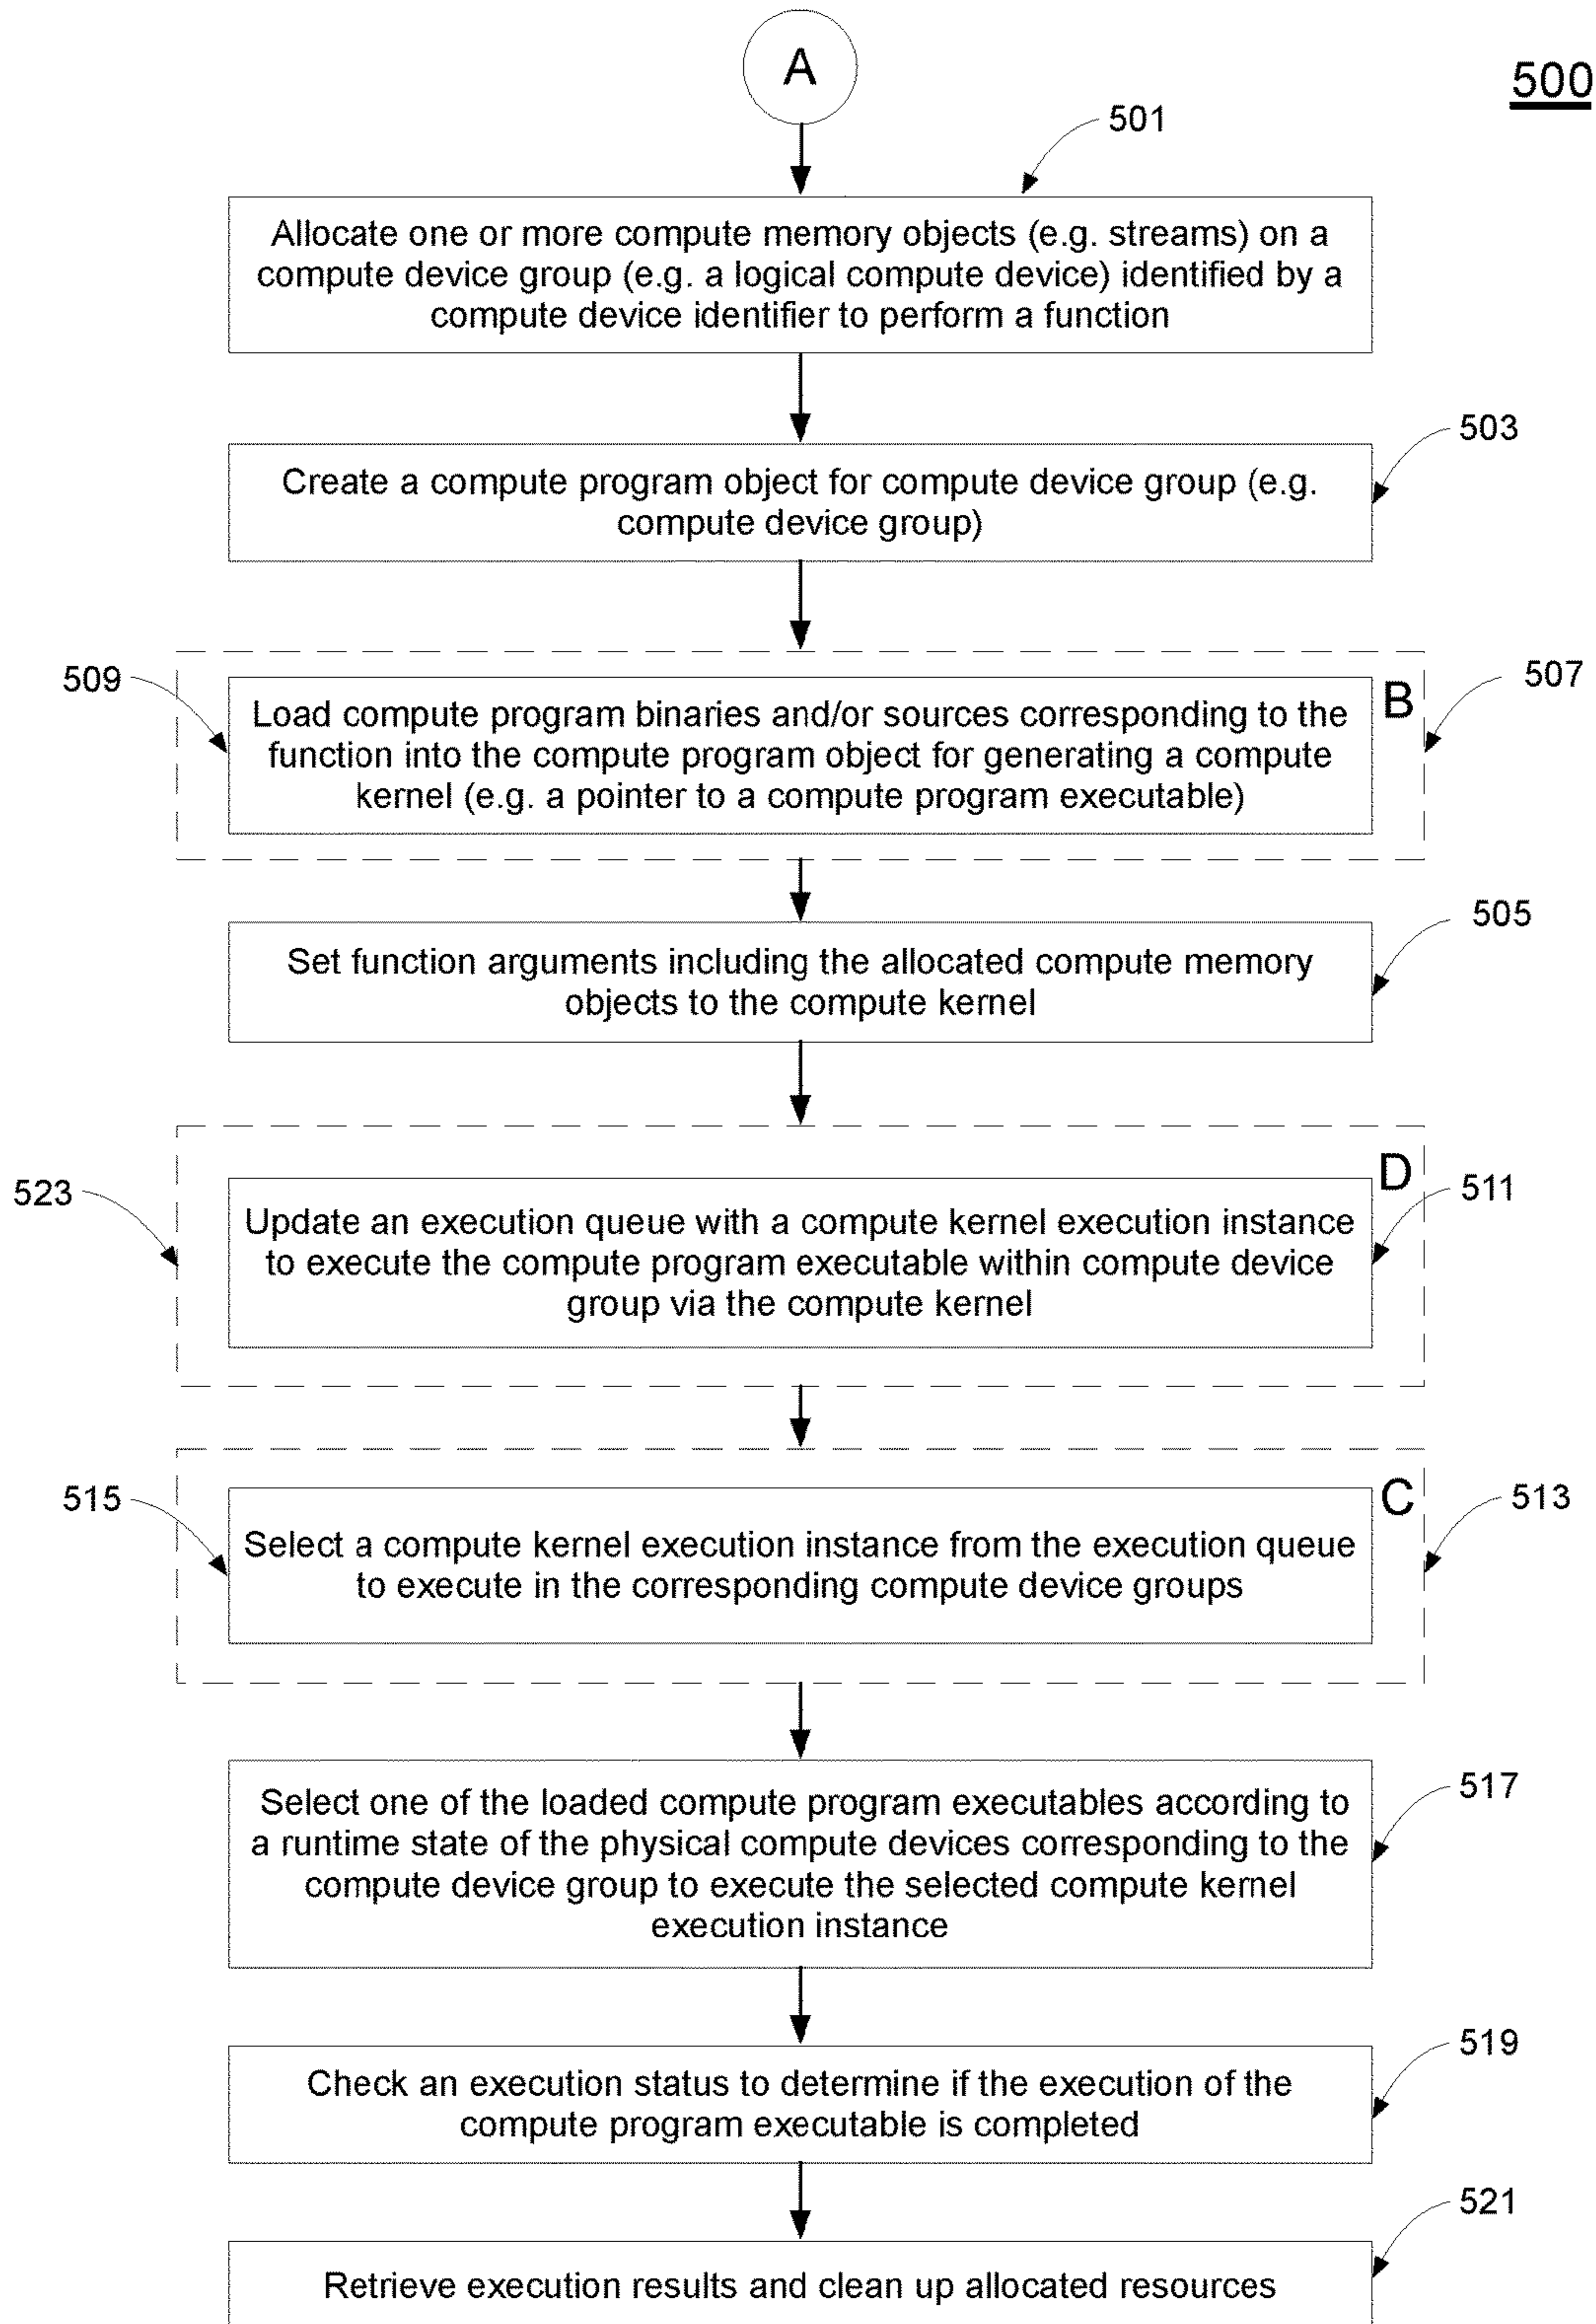 A
500
501
Allocate one or more compute memory objects (e.g. streams) on a
compute device group (e.g. a logical compute device) identified by a
compute device identifier to perform a function
503
Create a compute program object for compute device group (e.g.
compute device group)
509
B
507
Load compute program binaries and/or sources corresponding to the
function into the compute program object for generating a compute
kernel (e.g. a pointer to a compute program executable)
505
Set function arguments including the allocated compute memory
objects to the compute kernel
523
D
511
Update an execution queue with a compute kernel execution instance
to execute the compute program executable within compute device
group via the compute kernel
515
C
513
Select a compute kernel execution instance from the execution queue
to execute in the corresponding compute device groups
517
Select one of the loaded compute program executables according to
a runtime state of the physical compute devices corresponding to the
compute device group to execute the selected compute kernel
execution instance
519
Check an execution status to determine if the execution of the
compute program executable is completed
521
Retrieve execution results and clean up allocated resources